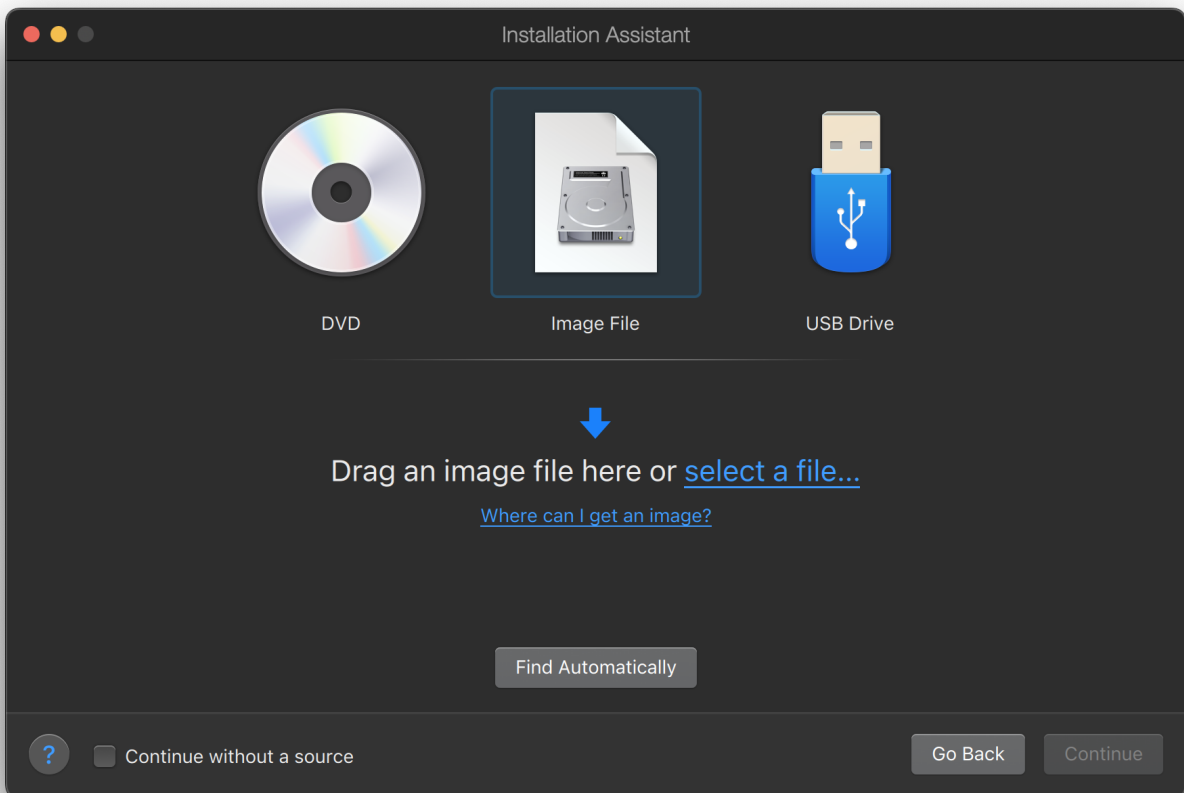 Installation Assistant
DVD
Image File
USB Drive
Drag an image file here or select a file...
Where can I get an image?
Find Automatically
?
Continue without a source
Go Back
Continue